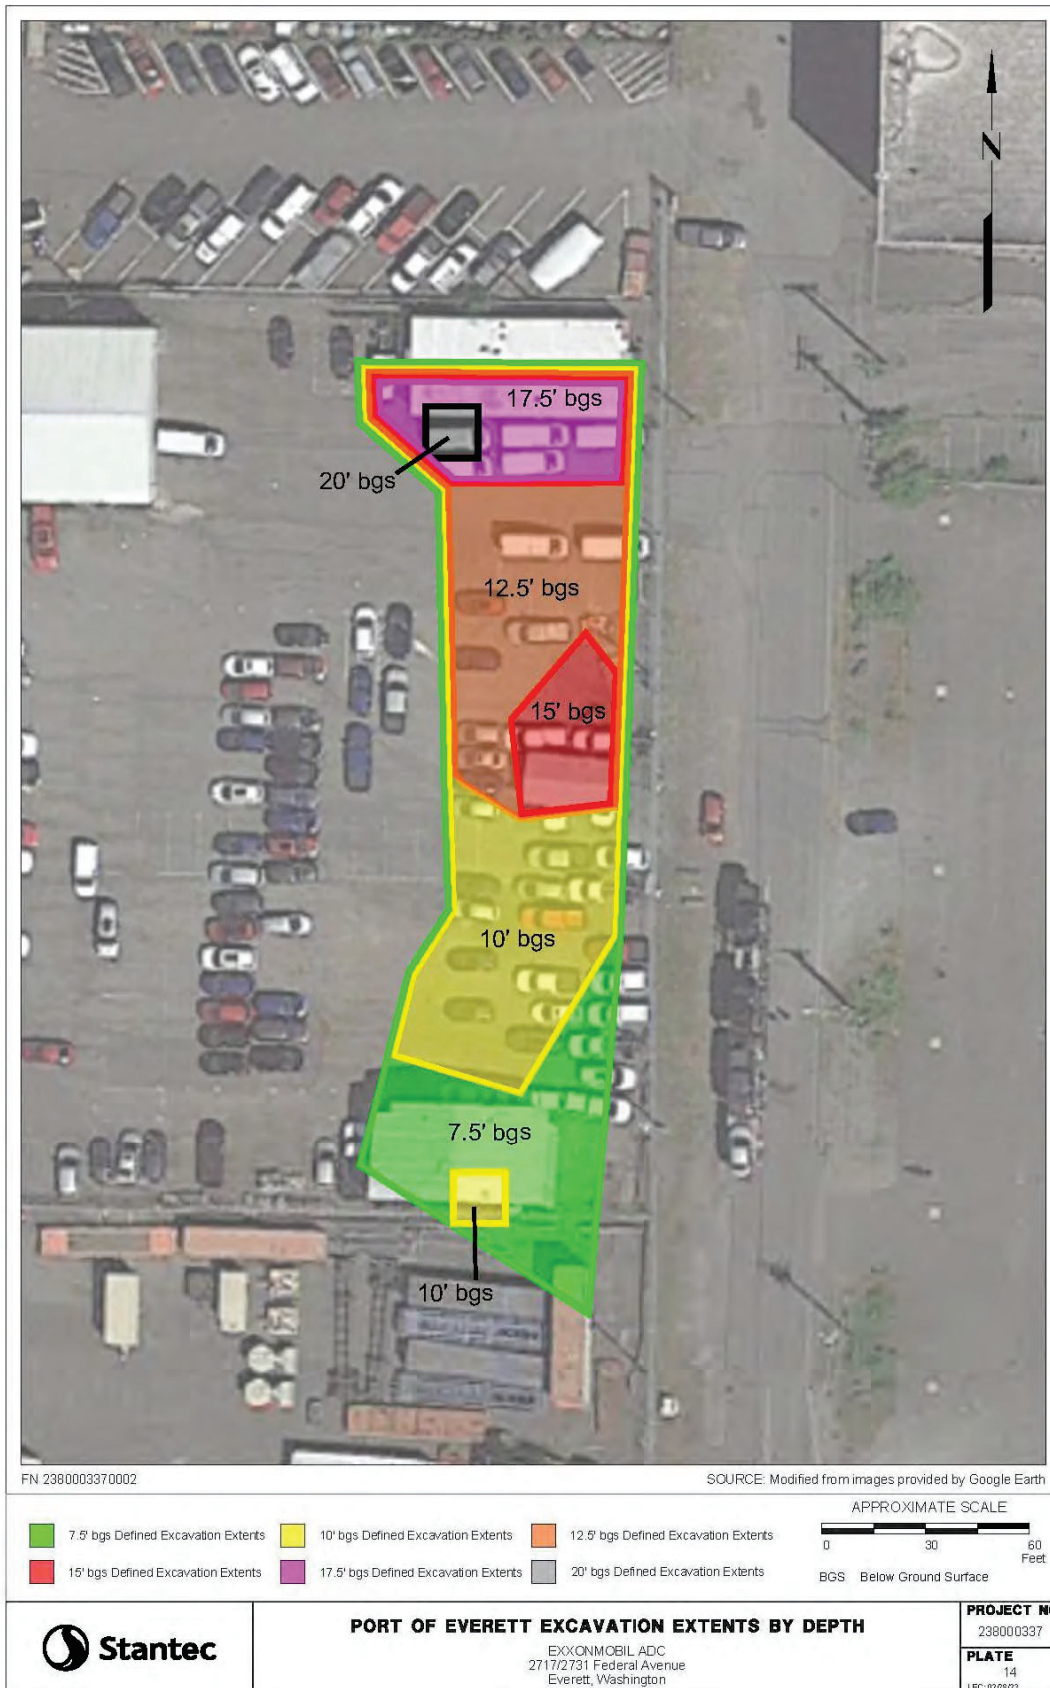 N
17.5' bgs
20' bgs
12.5' bgs
15' bgs
10' bgs
7.5' bgs
10' bgs
FN 2380003370002
SOURCE: Modified from images provided by Google Earth
APPROXIMATE SCALE
7.5' bgs Defined Excavation Extents
10' bgs Defined Excavation Extents
12.5' bgs Defined Excavation Extents
0 30 60
Feet
15' bgs Defined Excavation Extents
17.5' bgs Defined Excavation Extents
20' bgs Defined Excavation Extents
BGS Below Ground Surface
Stantec
PORT OF EVERETT EXCAVATION EXTENTS BY DEPTH
EXXONMOBIL ADC
2717/2731 Federal Avenue
Everett, Washington
PROJECT
238000337
PLATE
14